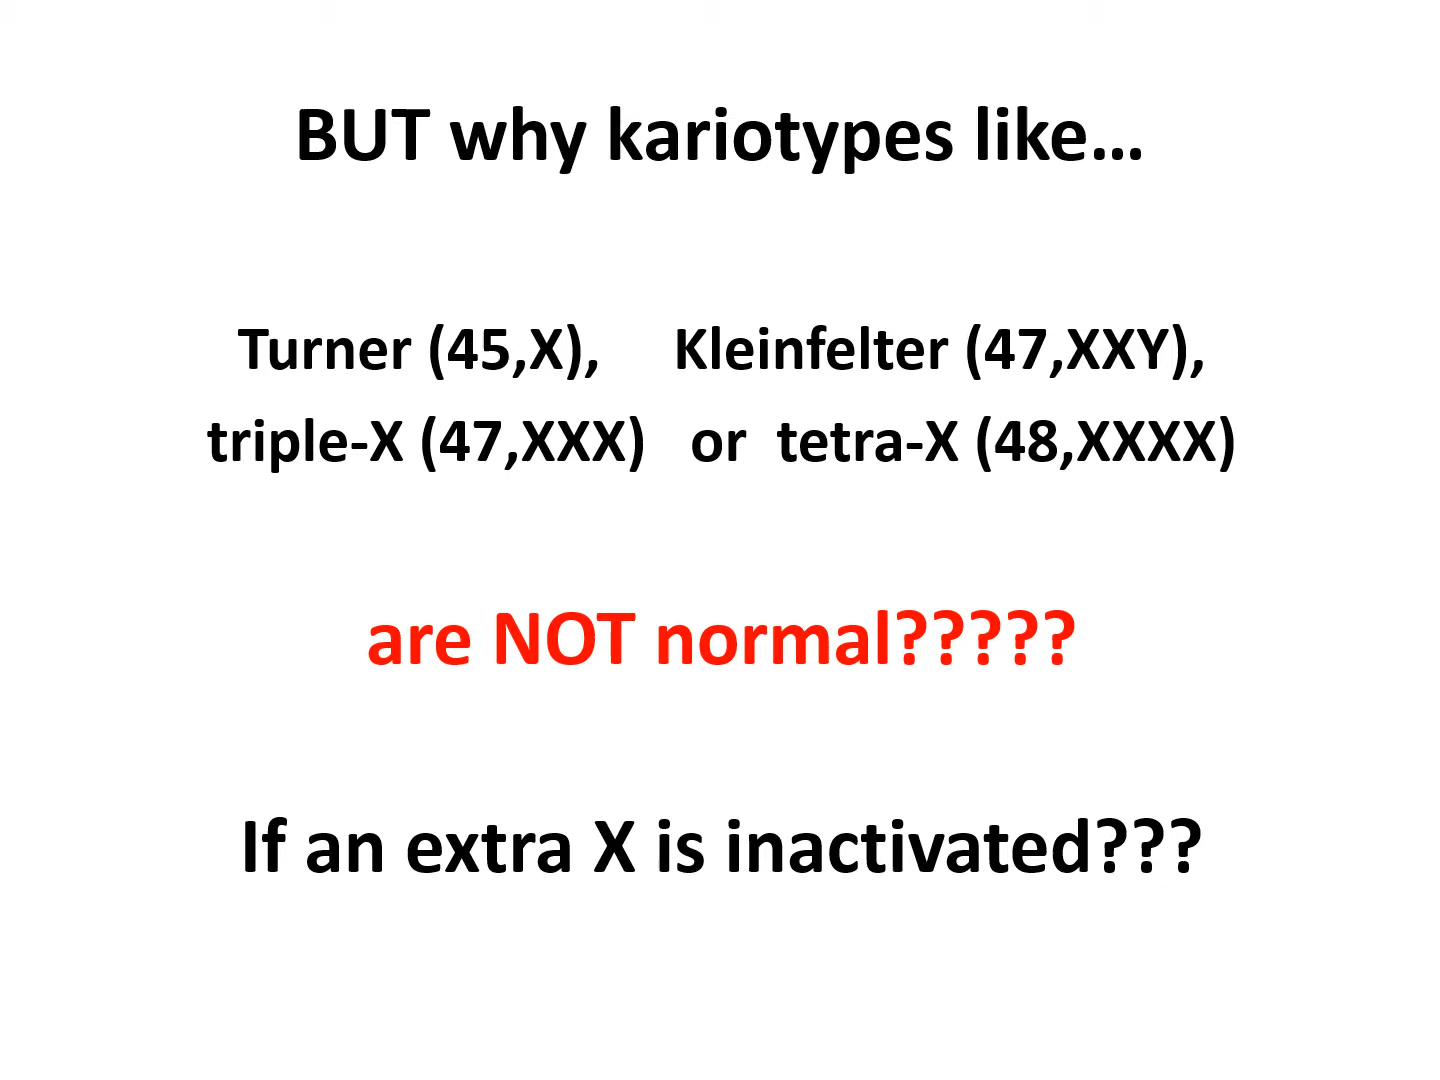 BUT why kariotypes like…
Turner (45,X), Kleinfelter (47,XXY),
triple-X (47,XXX) or tetra-X (48,XXXX)
are NOT normal?????
If an extra X is inactivated???